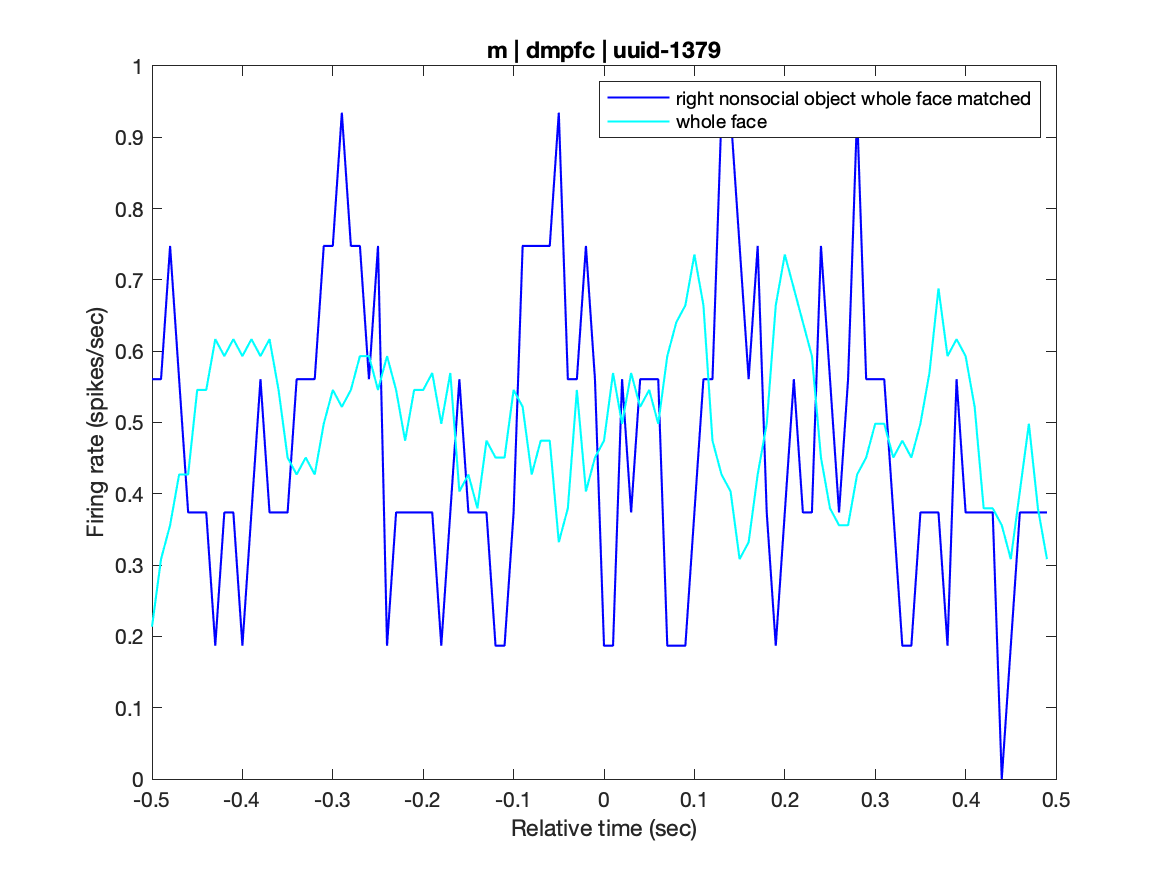 m | dmpfc | uuid-1379
right nonsocial object whole face matched
whole face
Firing rate (spikes/sec)
1
0.9
0.8
0.7
0.6
0.5
0.4
0.3
0.2
0.1
0
-0.5 -0.4 -0.3 -0.2 -0.1 0 0.1 0.2 0.3 0.4 0.5
Relative time (sec)